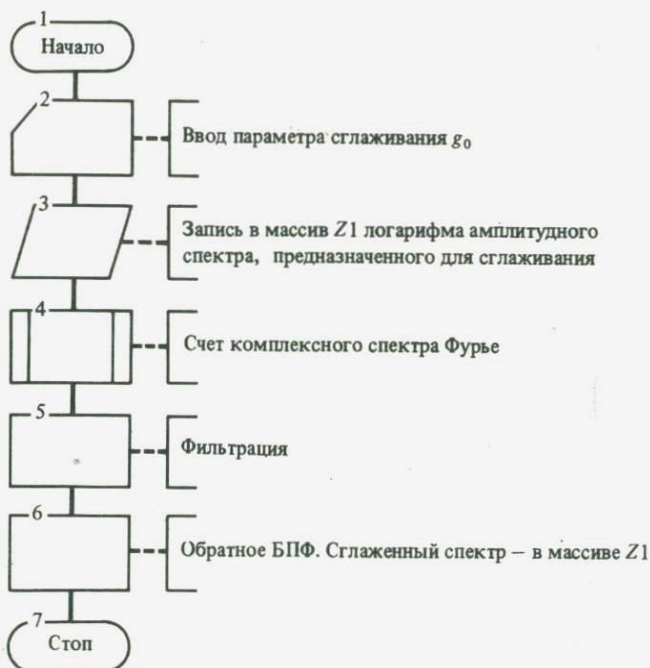 1
Начало
2
Ввод параметра сглаживания g₀
3
Запись в массив Z1 логарифма амплитудного
спектра, предназначенного для сглаживания
4
Счет комплексного спектра Фурье
5
Фильтрация
6
Обратное БПФ. Сглаженный спектр – в массиве Z1
7
Стоп